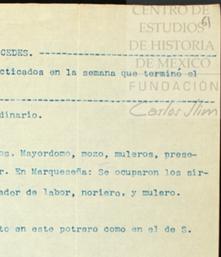 CENTRO DE
ESTUDIOS
DE HISTORIA
DE MÉXICO
FUNDACIÓN
Carlos Slim
61
CEDES.
cticados en la semana que terminó el
dinario.
os. Mayordomo, mozo, muleros, prese-
r. En Marqueseña: Se ocuparon los sir-
ador de labor, noriero, y mulero.
to en este potrero como en el de S.